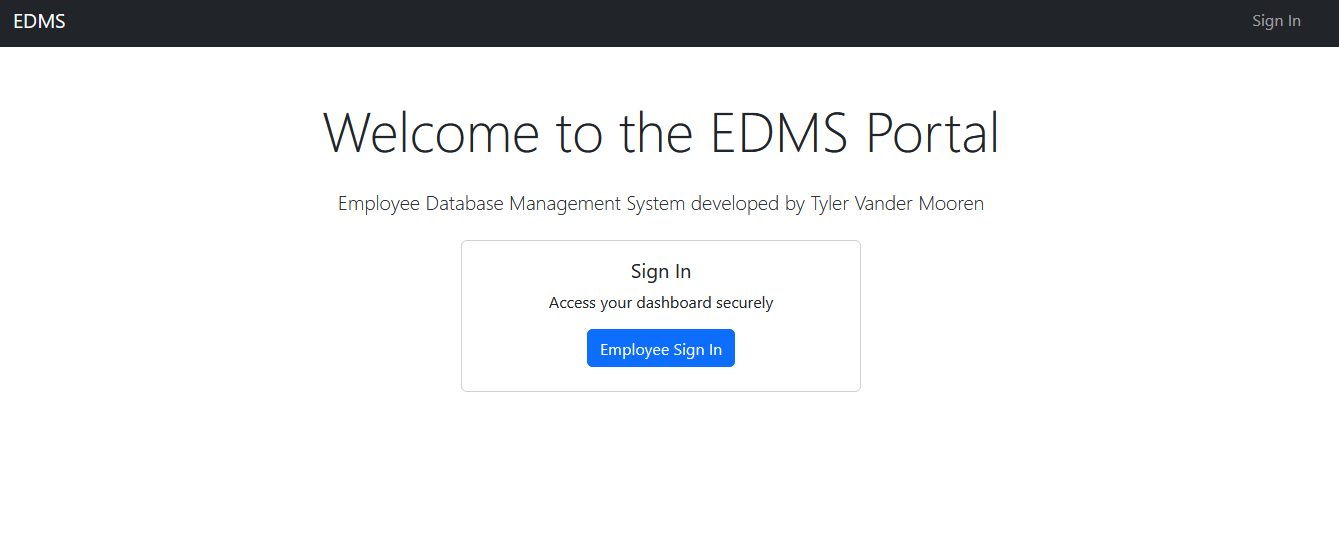 EDMS
Sign In
Welcome to the EDMS Portal
Employee Database Management System developed by Tyler Vander Mooren
Sign In
Access your dashboard securely
Employee Sign In